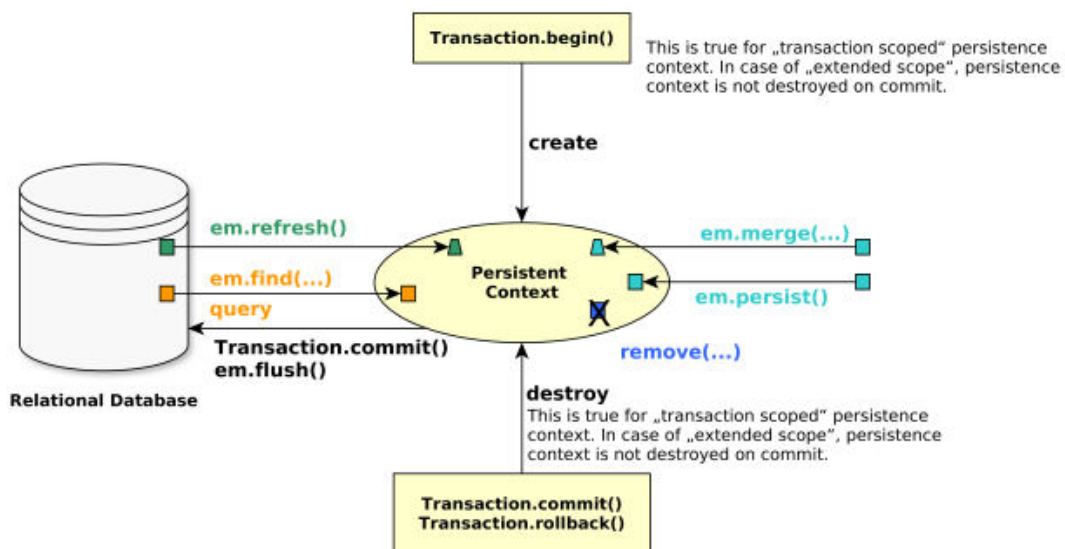 Transaction.begin()
This is true for „transaction scoped“ persistence
context. In case of „extended scope“, persistence
context is not destroyed on commit.
create
em.refresh()
em.merge(...)
Persistent
Context
em.find(...)
query
em.persist()
Transaction.commit()
em.flush()
remove(...)
Relational Database
destroy
This is true for „transaction scoped“ persistence
context. In case of „extended scope“, persistence
context is not destroyed on commit.
Transaction.commit()
Transaction.rollback()